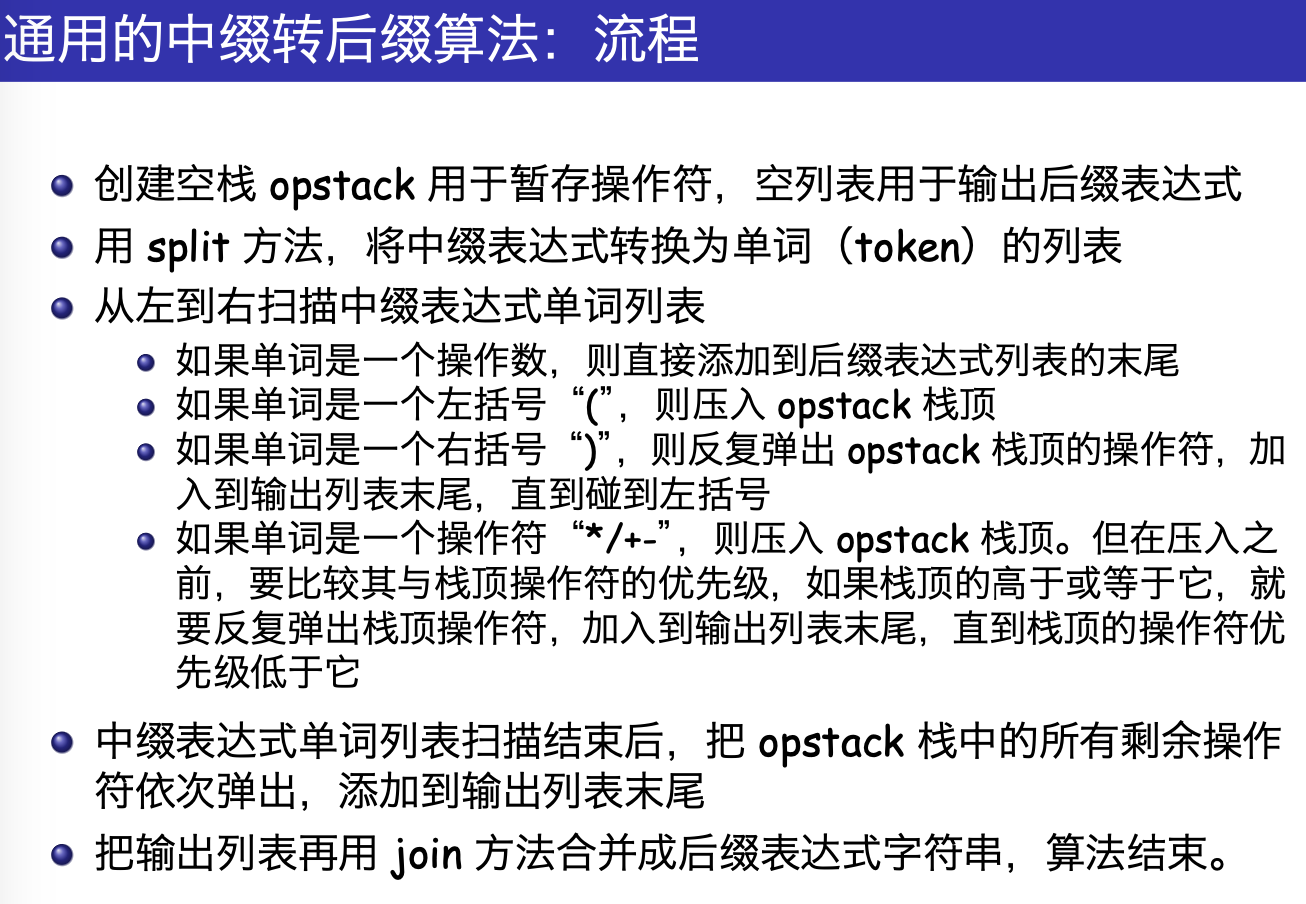 通用的中缀转后缀算法：流程
创建空栈 opstack 用于暂存操作符，空列表用于输出后缀表达式
用 split 方法，将中缀表达式转换为单词（token）的列表
从左到右扫描中缀表达式单词列表
如果单词是一个操作数，则直接添加到后缀表达式列表的末尾
如果单词是一个左括号“(”，则压入 opstack 栈顶
如果单词是一个右括号“)”，则反复弹出 opstack 栈顶的操作符，加
入到输出列表末尾，直到碰到左括号
如果单词是一个操作符“*/+-”，则压入 opstack 栈顶。但在压入之
前，要比较其与栈顶操作符的优先级，如果栈顶的高于或等于它，就
要反复弹出栈顶操作符，加入到输出列表末尾，直到栈顶的操作符优
先级低于它
中缀表达式单词列表扫描结束后，把 opstack 栈中的所有剩余操作
符依次弹出，添加到输出列表末尾
把输出列表再用 join 方法合并成后缀表达式字符串，算法结束。